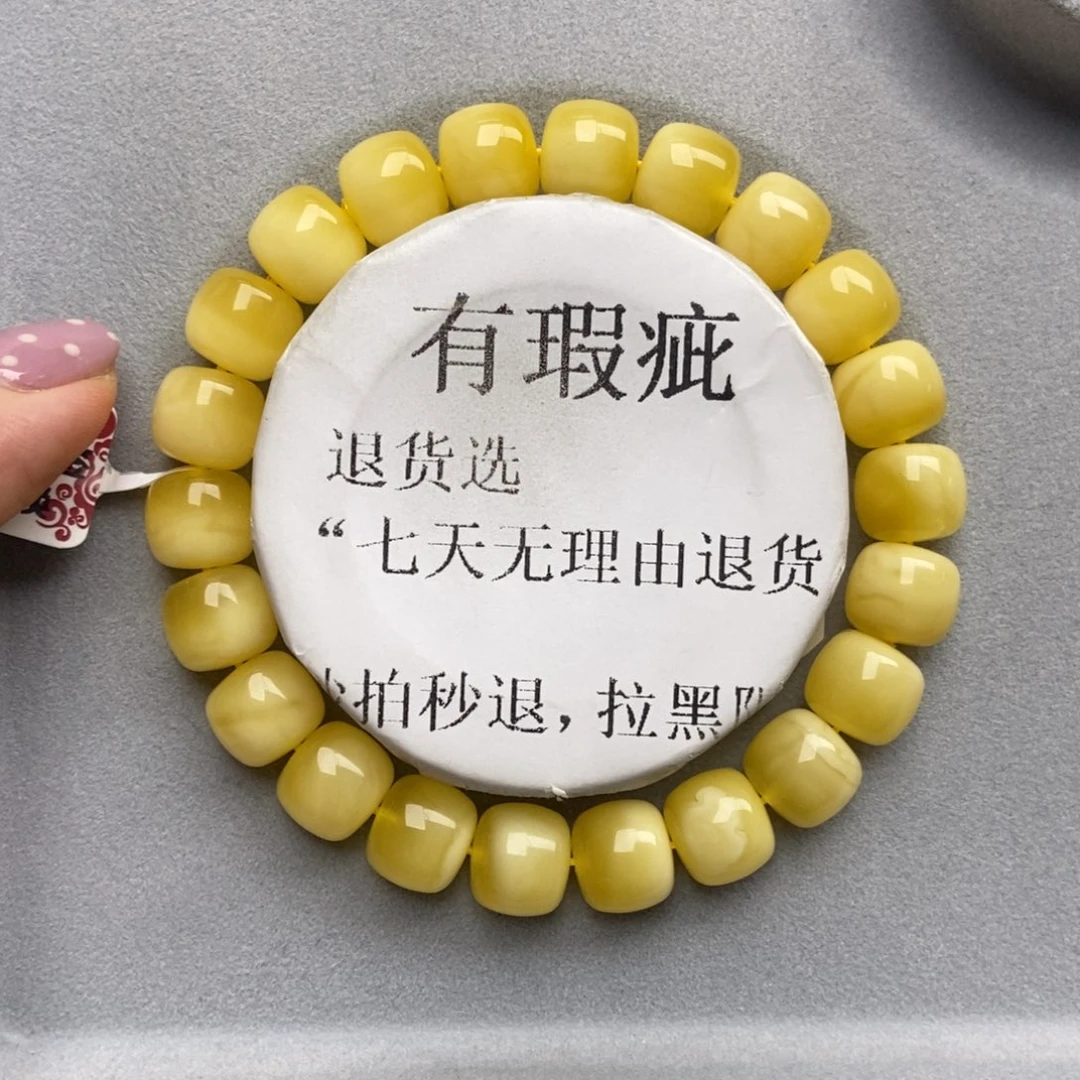 有瑕疵
退货选
“七天无理由退货
拍秒退，拉黑